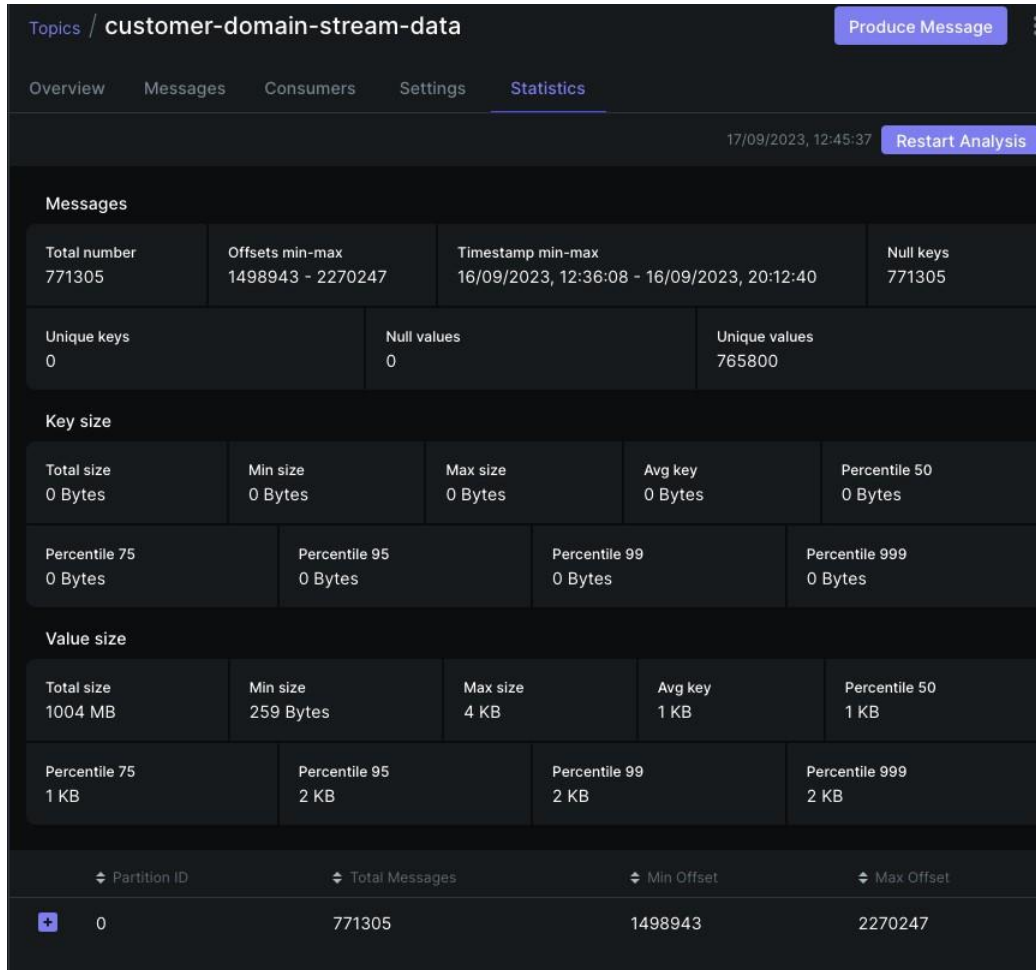 Topics / customer-domain-stream-data Produce Message
Overview Messages Consumers Settings Statistics
17/09/2023, 12:45:37 Restart Analysis
Messages
Total number Offsets min-max Timestamp min-max Null keys
771305 1498943 - 2270247 16/09/2023, 12:36:08 - 16/09/2023, 20:12:40 771305
Unique keys Null values Unique values
0 0 765800
Key size
Total size Min size Max size Avg key Percentile 50
0 Bytes 0 Bytes 0 Bytes 0 Bytes 0 Bytes
Percentile 75 Percentile 95 Percentile 99 Percentile 999
0 Bytes 0 Bytes 0 Bytes 0 Bytes
Value size
Total size Min size Max size Avg key Percentile 50
1004 MB 259 Bytes 4 KB 1 KB 1 KB
Percentile 75 Percentile 95 Percentile 99 Percentile 999
1 KB 2 KB 2 KB 2 KB
Partition ID Total Messages Min Offset Max Offset
0 771305 1498943 2270247